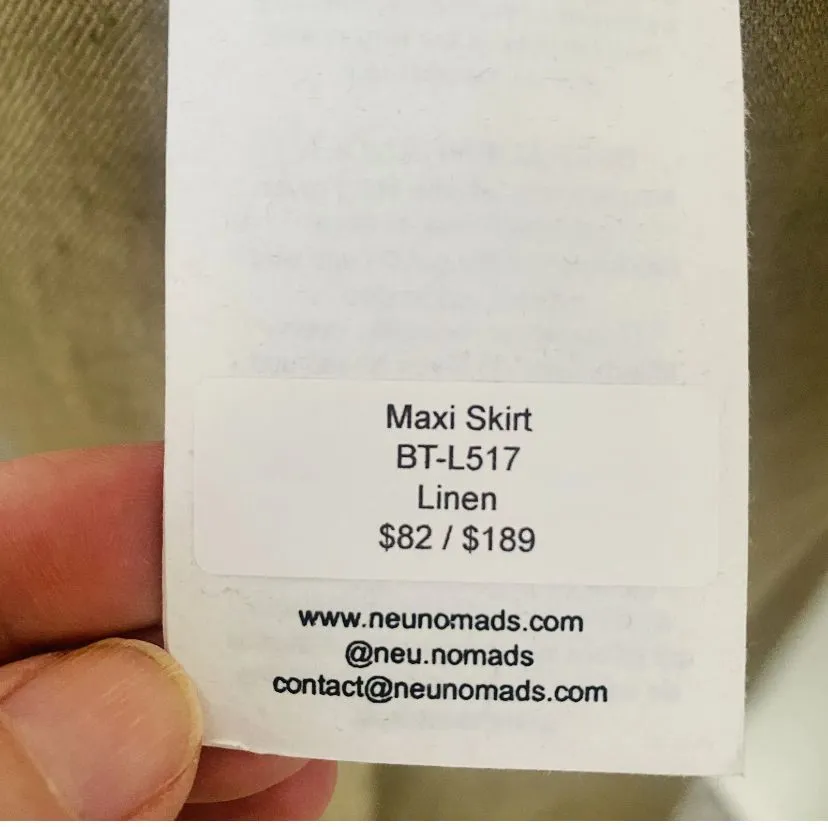 Maxi Skirt
BT-L517
Linen
$82 / $189
www.neunomads.com
@neu.nomads
contact@neunomads.com